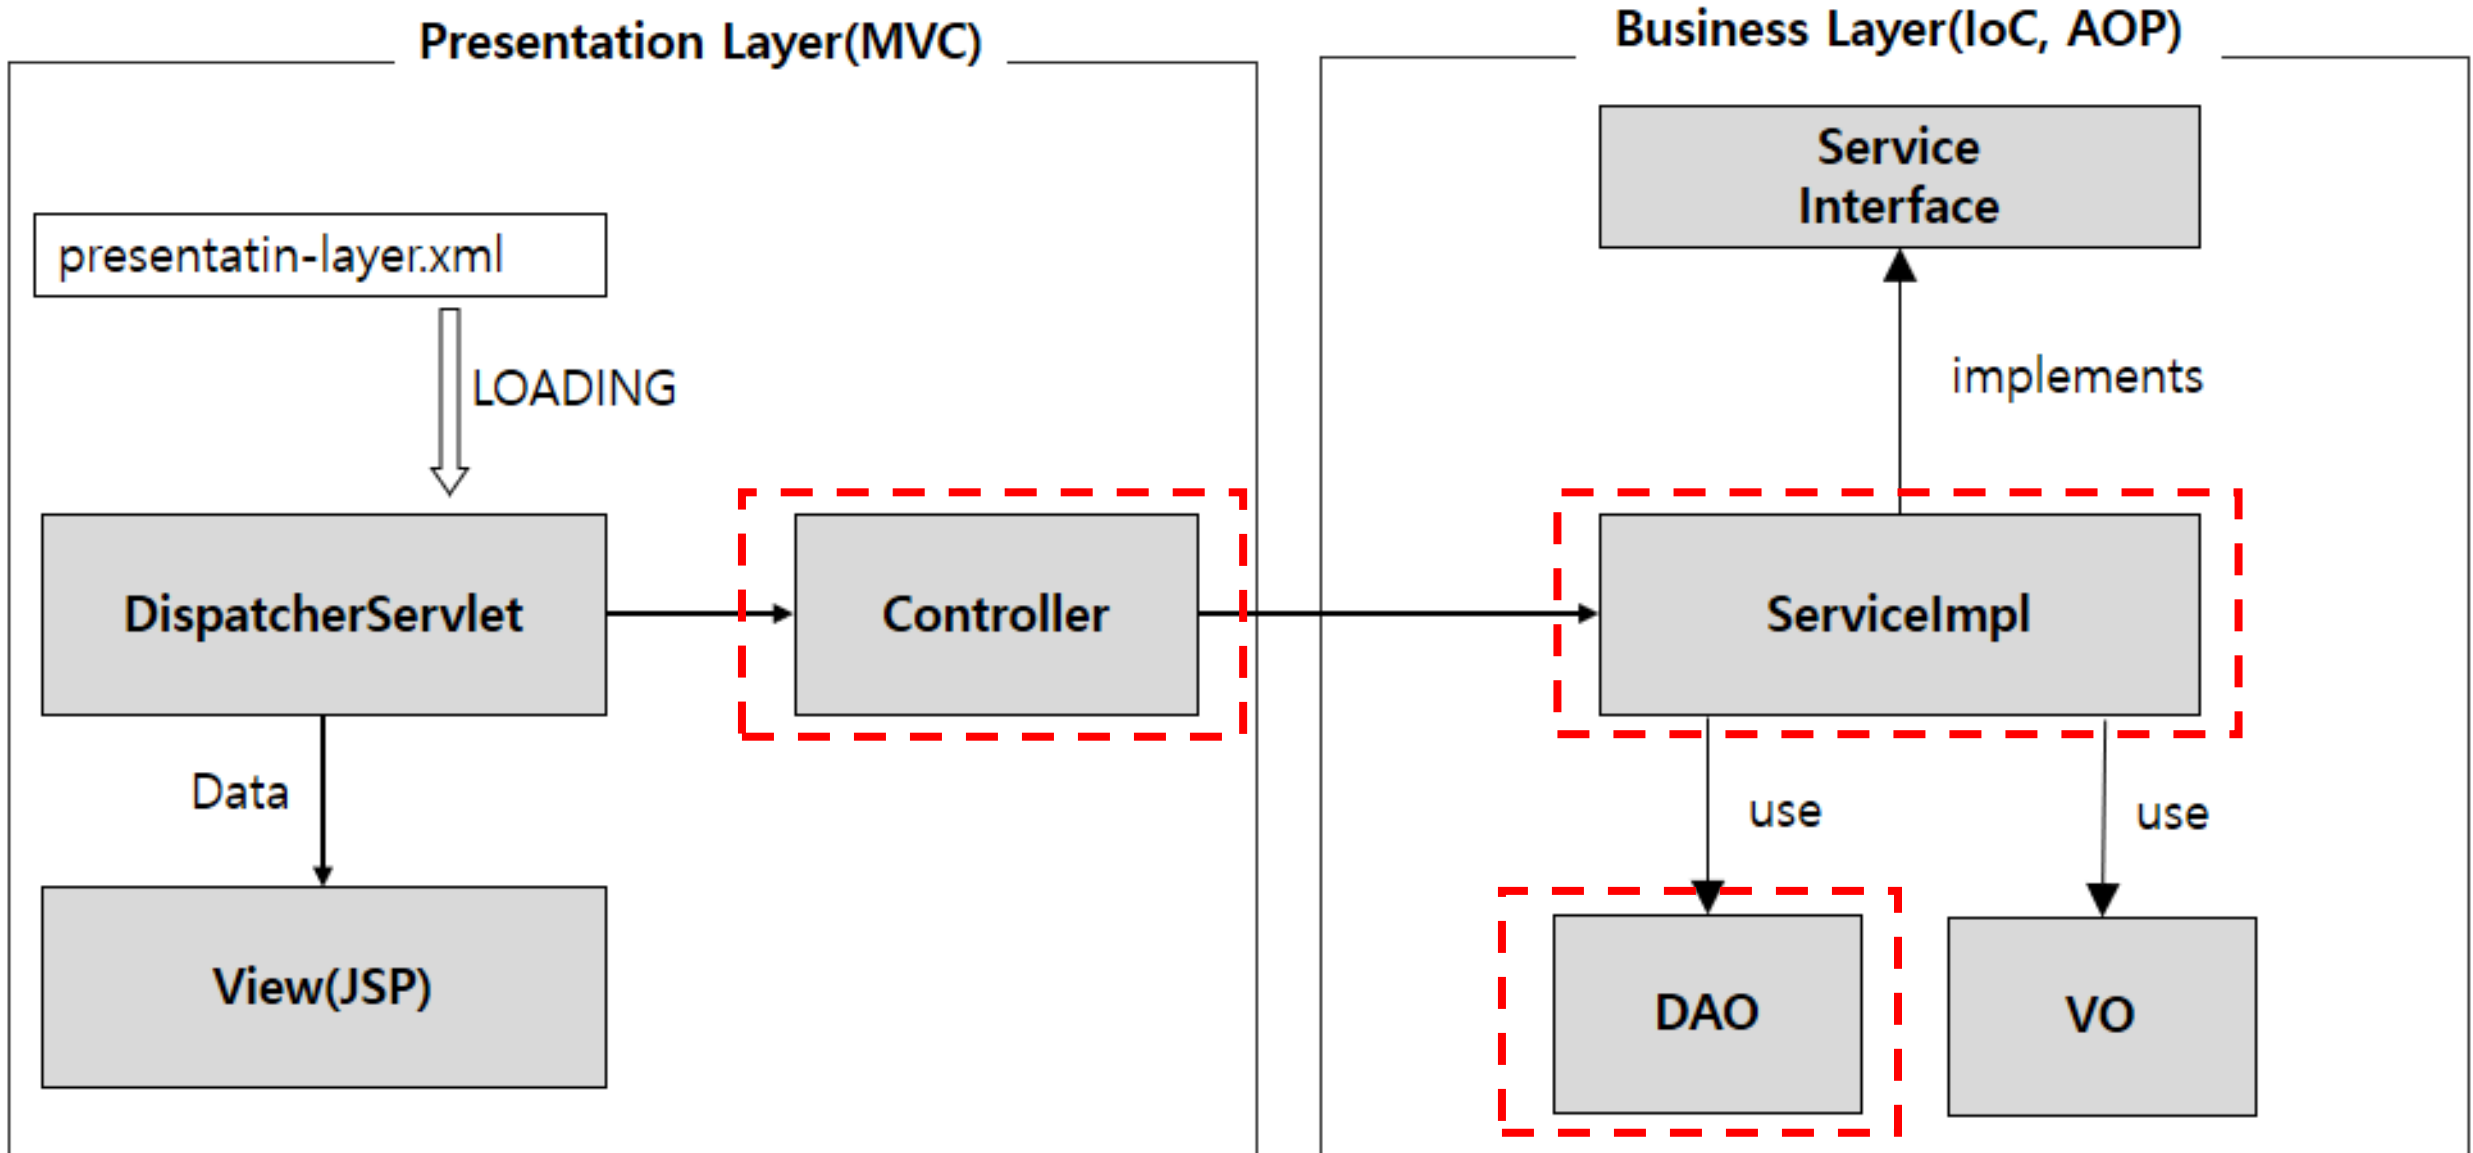 Presentation Layer(MVC)
Business Layer(IoC, AOP)
presentatin-layer.xml
LOADING
Service
Interface
implements
DispatcherServlet
Controller
ServiceImpl
Data
use
use
View(JSP)
DAO
VO